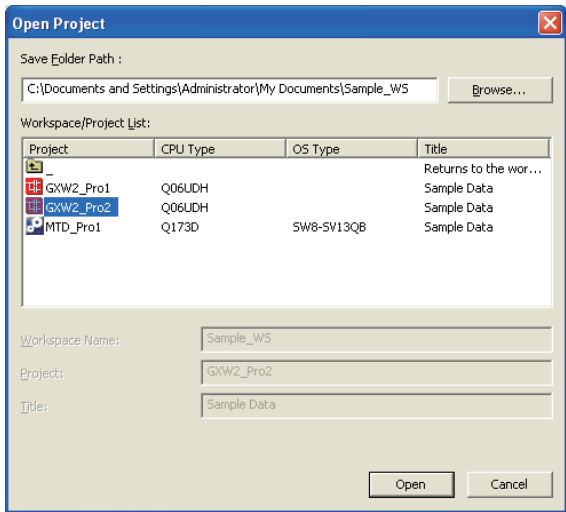 Open Project
Save Folder Path :
C:\Documents and Settings\Administrator\My Documents\Sample_WS Browse...
Workspace/Project List:
Project CPU Type OS Type Title
_ Returns to the wor...
GXW2_Pro1 Q06UDH Sample Data
GXW2_Pro2 Q06UDH Sample Data
MTD_Pro1 Q173D SW8-SV13QB Sample Data
Workspace Name: Sample_WS
Project: GXW2_Pro2
Title: Sample Data
Open Cancel